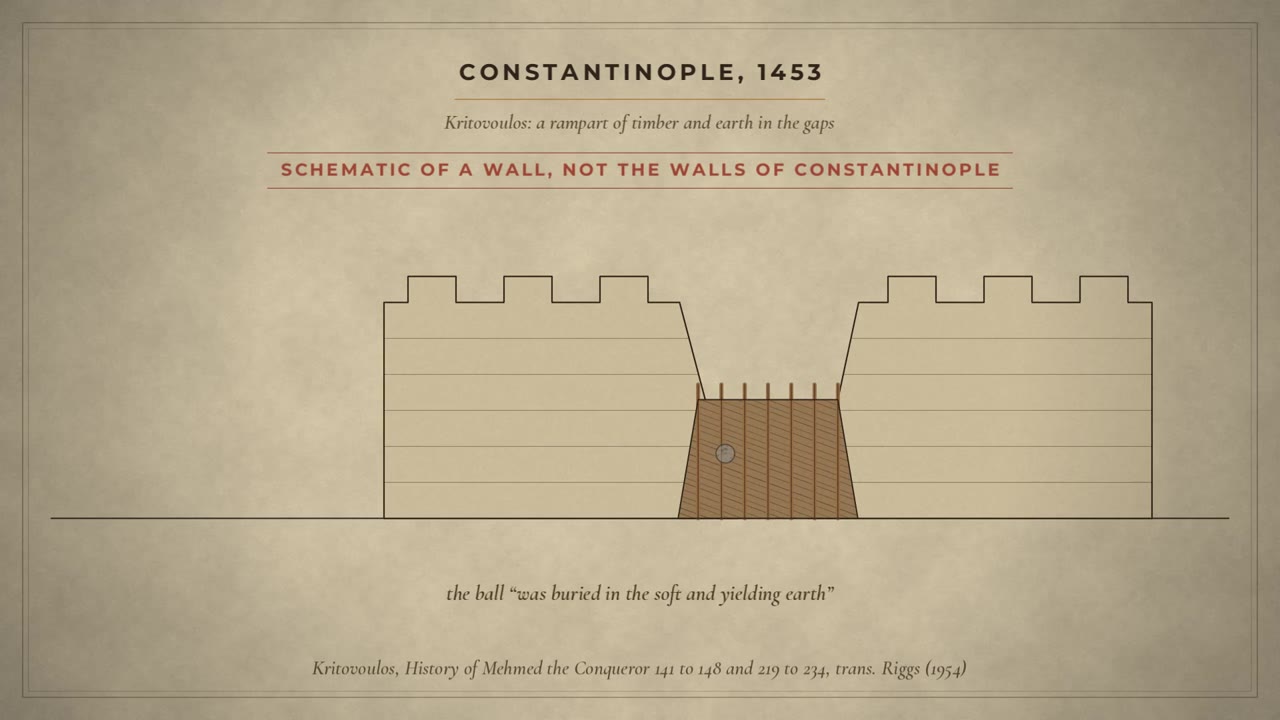 CONSTANTINOPLE, 1453
Kritovoulos: a rampart of timber and earth in the gaps
SCHEMATIC OF A WALL, NOT THE WALLS OF CONSTANTINOPLE
the ball “was buried in the soft and yielding earth”
Kritovoulos, History of Mehmed the Conqueror 141 to 148 and 219 to 234, trans. Riggs (1954)